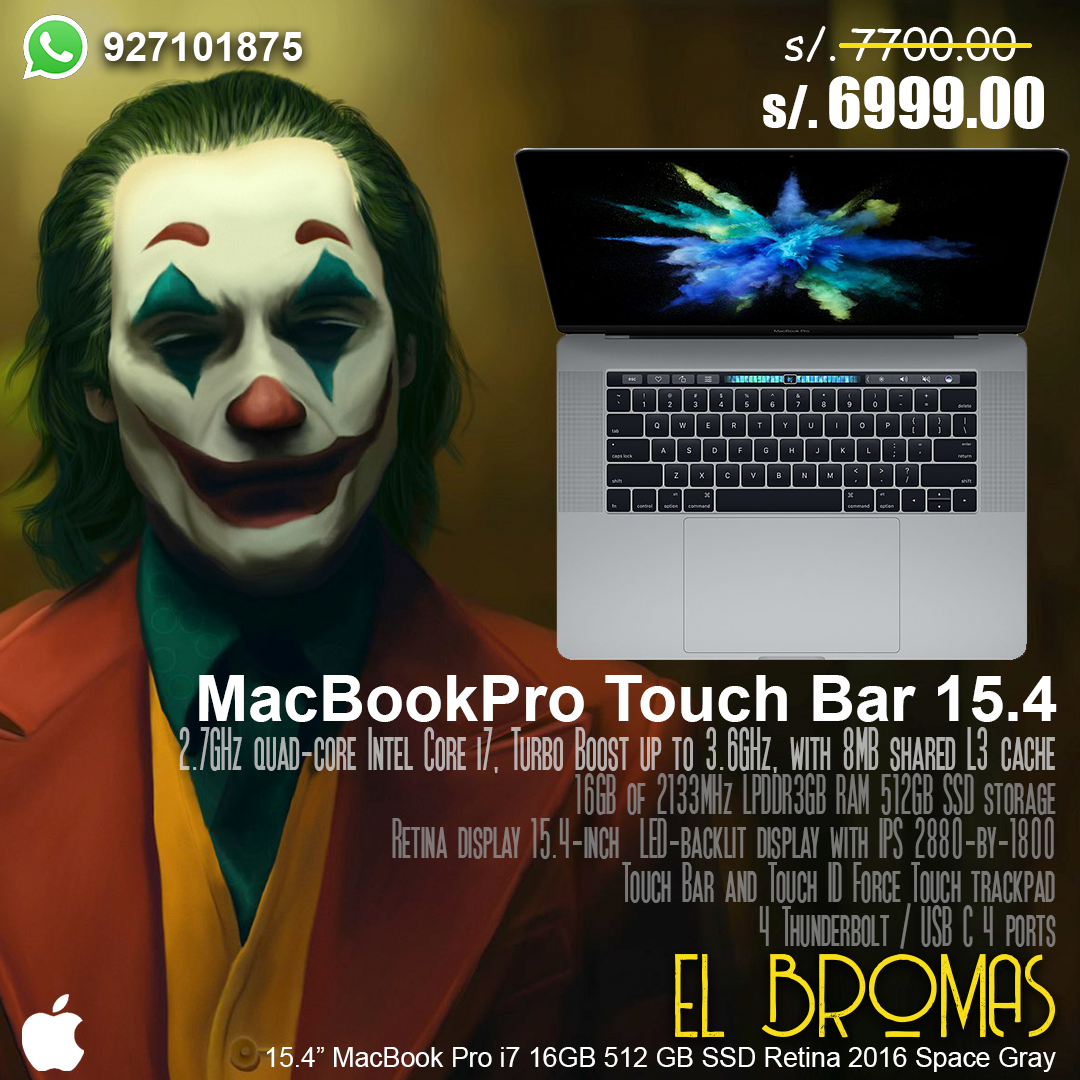 927101875
s/. 7700.00
s/. 6999.00
MacBook Pro
MacBookPro Touch Bar 15.4
2.7GHz quad-core Intel Core i7, Turbo Boost up to 3.6GHz, with 8MB shared L3 cache
16GB of 2133MHz LPDDR3GB RAM 512GB SSD storage
Retina display 15.4-inch LED-backlit display with IPS 2880-by-1800
Touch Bar and Touch ID Force Touch trackpad
4 Thunderbolt / USB C 4 ports
EL BROMAS
15.4” MacBook Pro i7 16GB 512 GB SSD Retina 2016 Space Gray